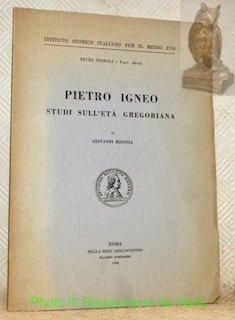 ISTITUTO STORICO ITALIANO PER IL MEDIO EVO
STUDI STORICI - Fasc. 40-41
PIETRO IGNEO
STUDI SULL'ETÀ GREGORIANA
DI
GIOVANNI MICCOLI
ROMA
NELLA SEDE DELL'ISTITUTO
PALAZZO BORROMINI
1960
Photo © Bouquinerie du Varis